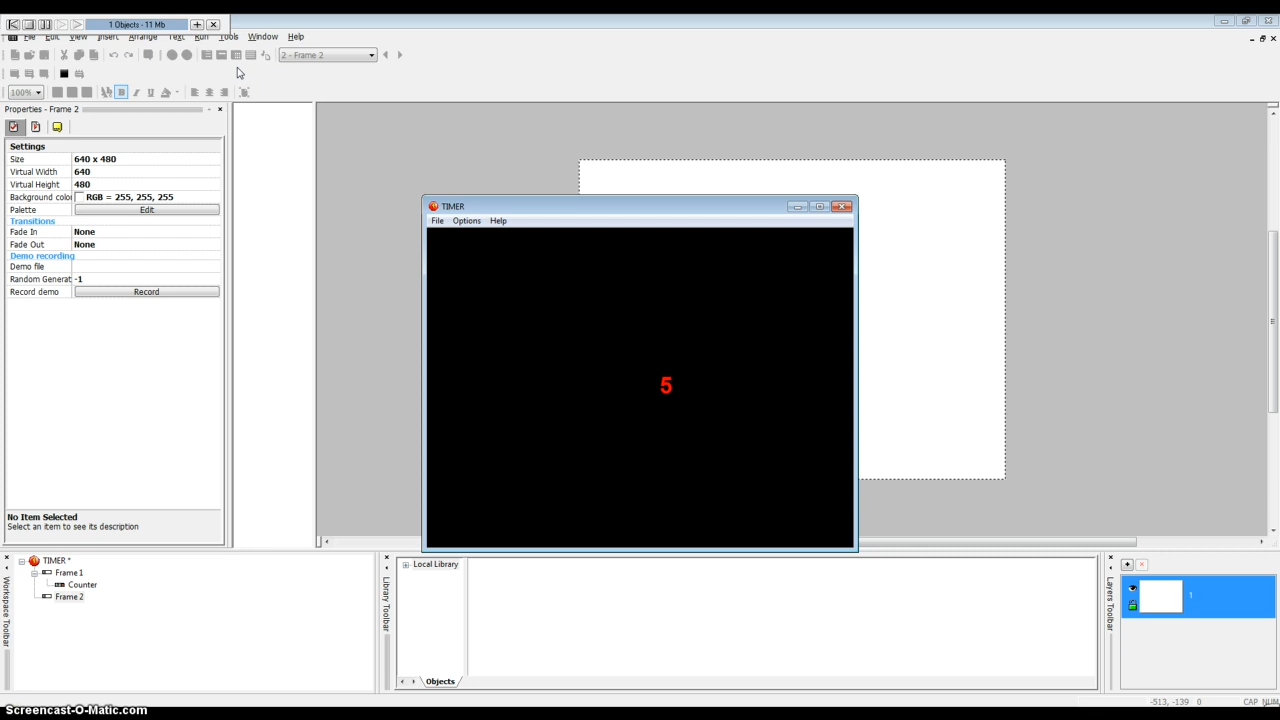 1 Objects - 11 Mb
File Edit View Insert Arrange Text Run Tools Window Help
2 - Frame 2
100%
Properties - Frame 2
Settings
Size 640 x 480
Virtual Width 640
Virtual Height 480
Background colo RGB = 255, 255, 255
Palette Edit
Transitions
Fade In None
Fade Out None
Demo recording
Demo file
Random Generat -1
Record demo Record
TIMER
File Options Help
5
No Item Selected
Select an item to see its description
TIMER *
Frame 1
Counter
Frame 2
Workspace Toolbar
Library Toolbar
Local Library
Objects
Layers Toolbar
1
-513, -139 0 CAP NUM
Screencast-O-Matic.com